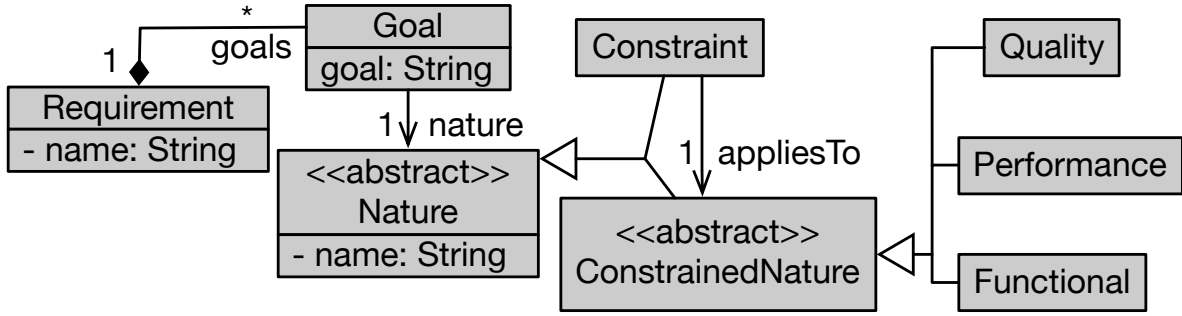 *
goals
1
Requirement
- name: String
Goal
goal: String
1 nature
<<abstract>>
Nature
- name: String
Constraint
1 appliesTo
<<abstract>>
ConstrainedNature
Quality
Performance
Functional